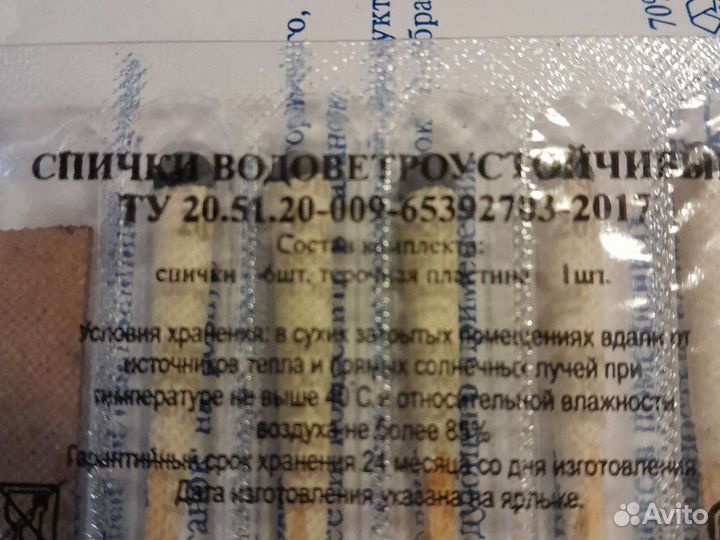 СПИЧКИ ВОДОВЕТРОУСТОЙЧИВЫ
ТУ 20.51.20-009-65392703-2017
Состав комплекта:
спички 6шт. терочная пластина 1шт.
Условия хранения: в сухих закрытых помещениях вдали от
источников тепла и прямых солнечных лучей при
температуре не выше 40°С и относительной влажности
воздуха не более 85%
Гарантийный срок хранения 24 месяца со дня изготовления
Дата изготовления указана на ярлыке.
70%
Avito